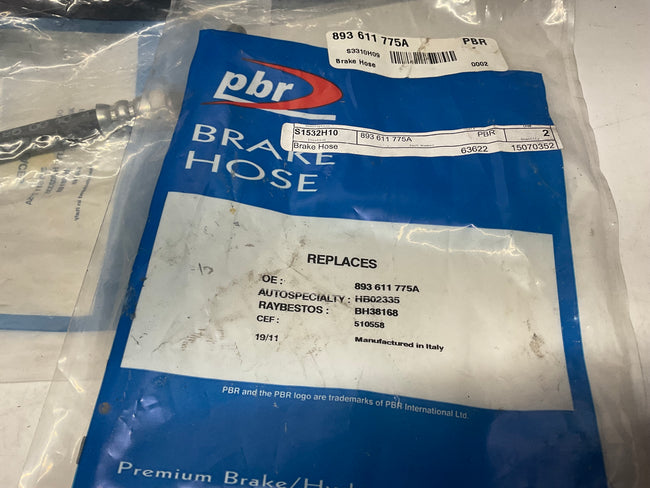 893 611 775A PBR
S3310H09
Brake Hose 0002
pbr
BRAKE
HOSE
S1532H10 893 611 775A PBR 2
Brake Hose 63622 15070352
REPLACES
OE : 893 611 775A
AUTOSPECIALTY : HB02335
RAYBESTOS : BH38168
CEF : 510558
19/11 Manufactured in Italy
PBR and the PBR logo are trademarks of PBR International Ltd.
Premium Brake/